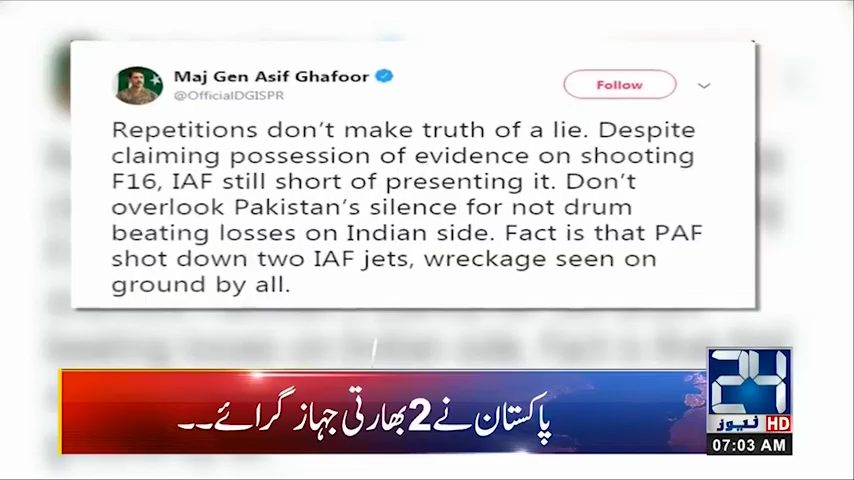 Maj Gen Asif Ghafoor
@OfficialDGISPR
Follow
Repetitions don't make truth of a lie. Despite
claiming possession of evidence on shooting
F16, IAF still short of presenting it. Don't
overlook Pakistan's silence for not drum
beating losses on Indian side. Fact is that PAF
shot down two IAF jets, wreckage seen on
ground by all.
پاکستان نے 2 بھارتی جہاز گرائے۔۔
24
نیوز HD
07:03 AM